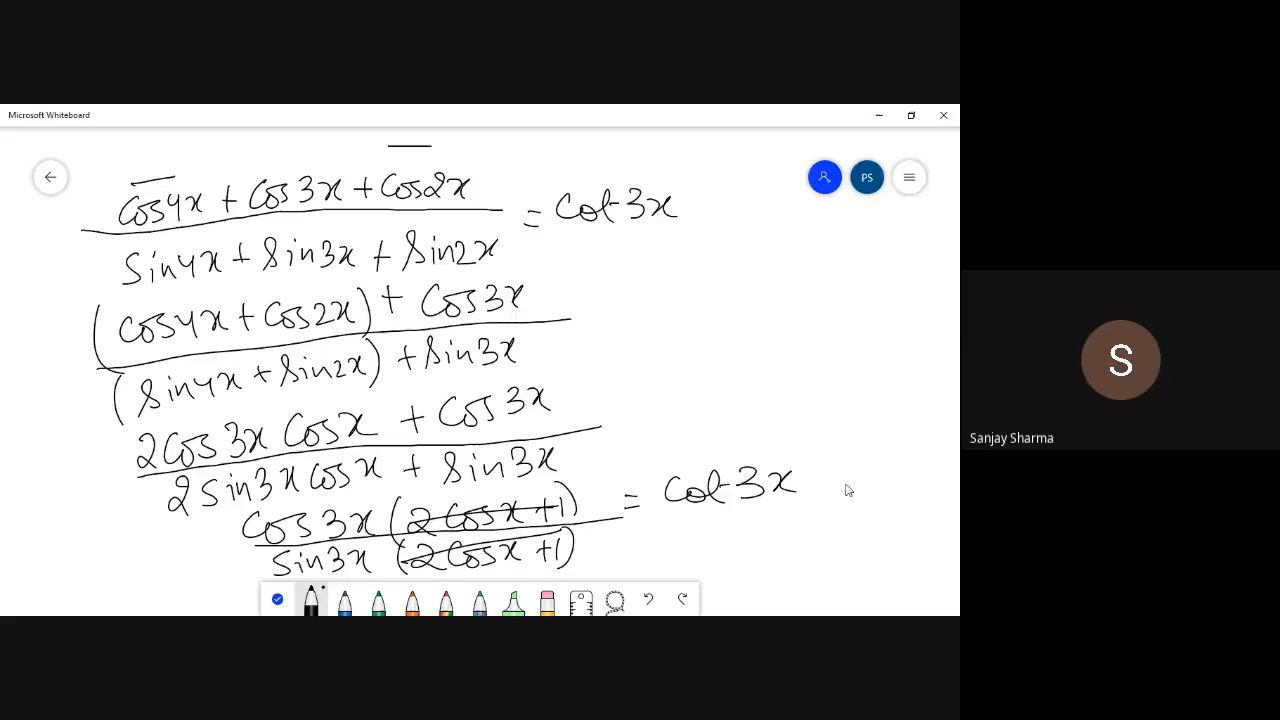 Microsoft Whiteboard
PS
cos4x + cos3x + cos2x
= cot3x
sin4x + sin3x + sin2x
(cos4x + cos2x) + cos3x
(sin4x + sin2x) + sin3x
2cos3x cosx + cos3x
2sin3x cosx + sin3x
cos3x (2cosx+1)
= cot3x
sin3x (2cosx+1)
S
Sanjay Sharma